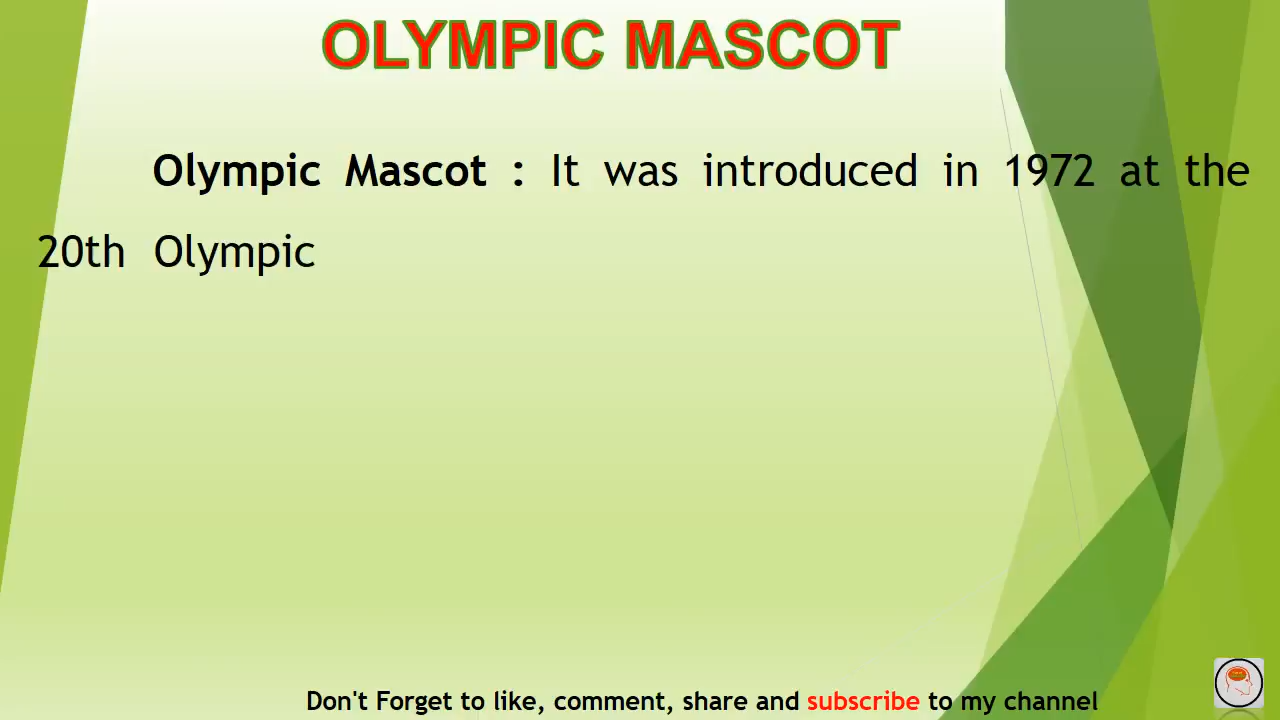 OLYMPIC MASCOT
Olympic Mascot : It was introduced in 1972 at the
20th Olympic
Don't Forget to like, comment, share and subscribe to my channel